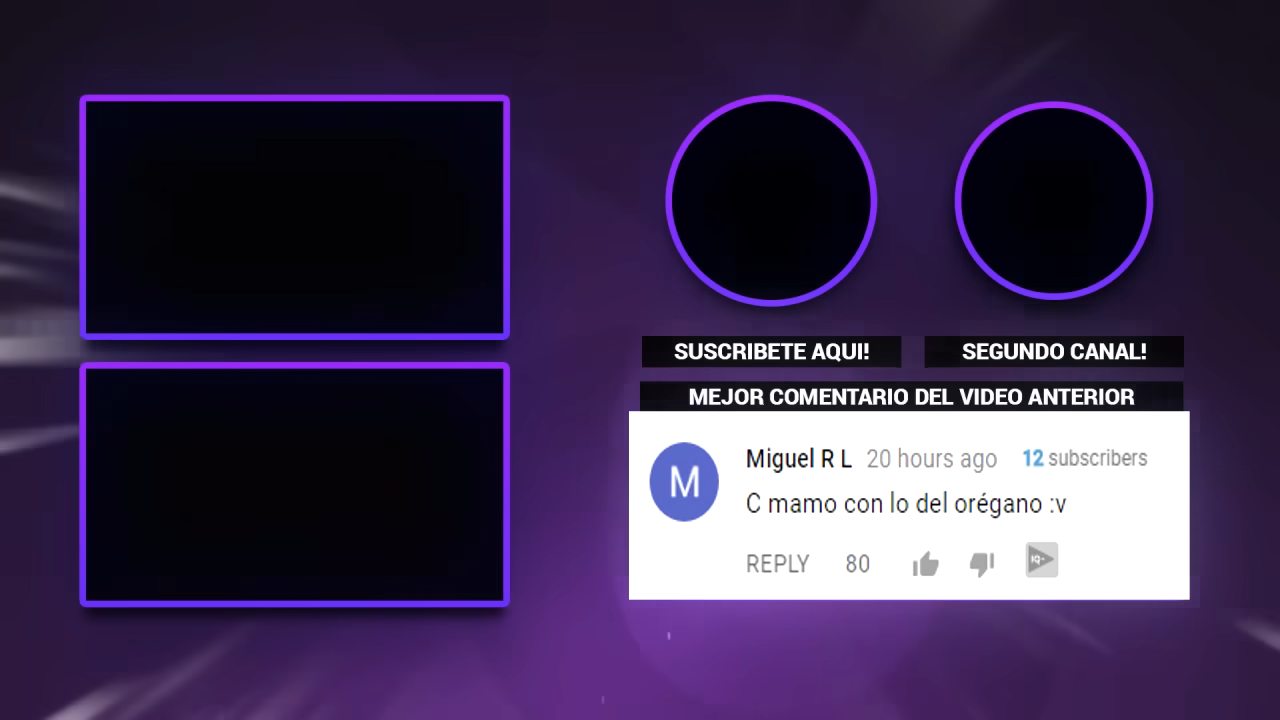 SUSCRIBETE AQUI!
SEGUNDO CANAL!
MEJOR COMENTARIO DEL VIDEO ANTERIOR
M
Miguel R L 20 hours ago 12 subscribers
C mamo con lo del orégano :v
REPLY 80